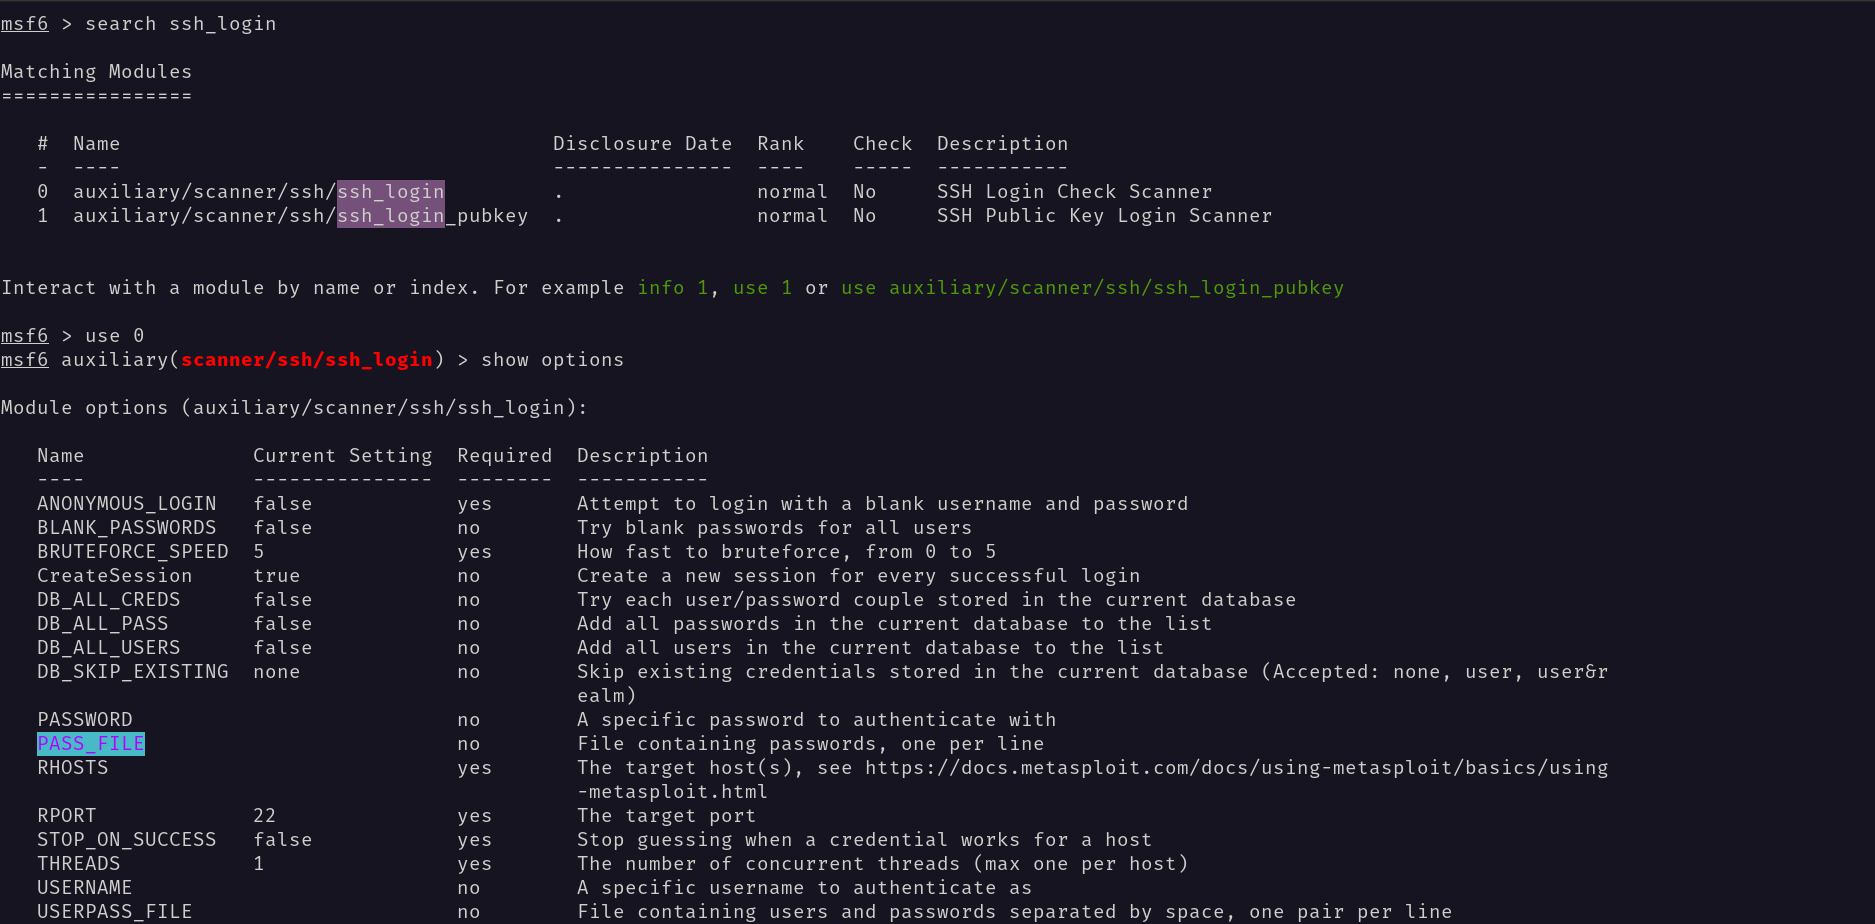 msf6 > search ssh_login
Matching Modules
================
#  Name                                  Disclosure Date  Rank    Check  Description
-  ----                                  ---------------  ----    -----  -----------
0  auxiliary/scanner/ssh/ssh_login         .                normal  No     SSH Login Check Scanner
1  auxiliary/scanner/ssh/ssh_login_pubkey  .                normal  No     SSH Public Key Login Scanner
Interact with a module by name or index. For example info 1, use 1 or use auxiliary/scanner/ssh/ssh_login_pubkey
msf6 > use 0
msf6 auxiliary(scanner/ssh/ssh_login) > show options
Module options (auxiliary/scanner/ssh/ssh_login):
Name              Current Setting  Required  Description
----              ---------------  --------  -----------
ANONYMOUS_LOGIN   false            yes       Attempt to login with a blank username and password
BLANK_PASSWORDS   false            no        Try blank passwords for all users
BRUTEFORCE_SPEED  5                yes       How fast to bruteforce, from 0 to 5
CreateSession     true             no        Create a new session for every successful login
DB_ALL_CREDS      false            no        Try each user/password couple stored in the current database
DB_ALL_PASS       false            no        Add all passwords in the current database to the list
DB_ALL_USERS      false            no        Add all users in the current database to the list
DB_SKIP_EXISTING  none             no        Skip existing credentials stored in the current database (Accepted: none, user, user&r
ealm)
PASSWORD                           no        A specific password to authenticate with
PASS_FILE                          no        File containing passwords, one per line
RHOSTS                             yes       The target host(s), see https://docs.metasploit.com/docs/using-metasploit/basics/using
-metasploit.html
RPORT             22               yes       The target port
STOP_ON_SUCCESS   false            yes       Stop guessing when a credential works for a host
THREADS           1                yes       The number of concurrent threads (max one per host)
USERNAME                           no        A specific username to authenticate as
USERPASS_FILE                      no        File containing users and passwords separated by space, one pair per line